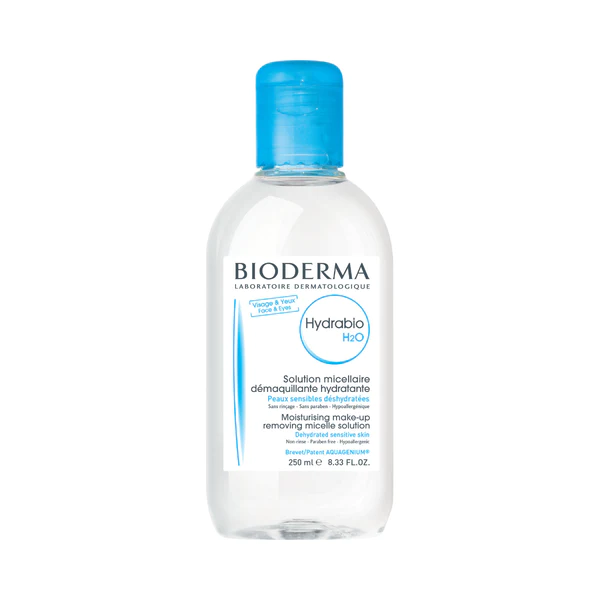 BIODERMA
LABORATOIRE DERMATOLOGIQUE
Visage & Yeux
Face & Eyes
Hydrabio
H2O
Solution micellaire
démaquillante hydratante
Peaux sensibles déshydratées
Sans rinçage - Sans paraben - Hypoallergénique
Moisturising make-up
removing micelle solution
Dehydrated sensitive skin
Non rinse - Paraben free - Hypoallergenic
Brevet/Patent AQUAGENIUM®
250 ml ℮ 8.33 FL.OZ.